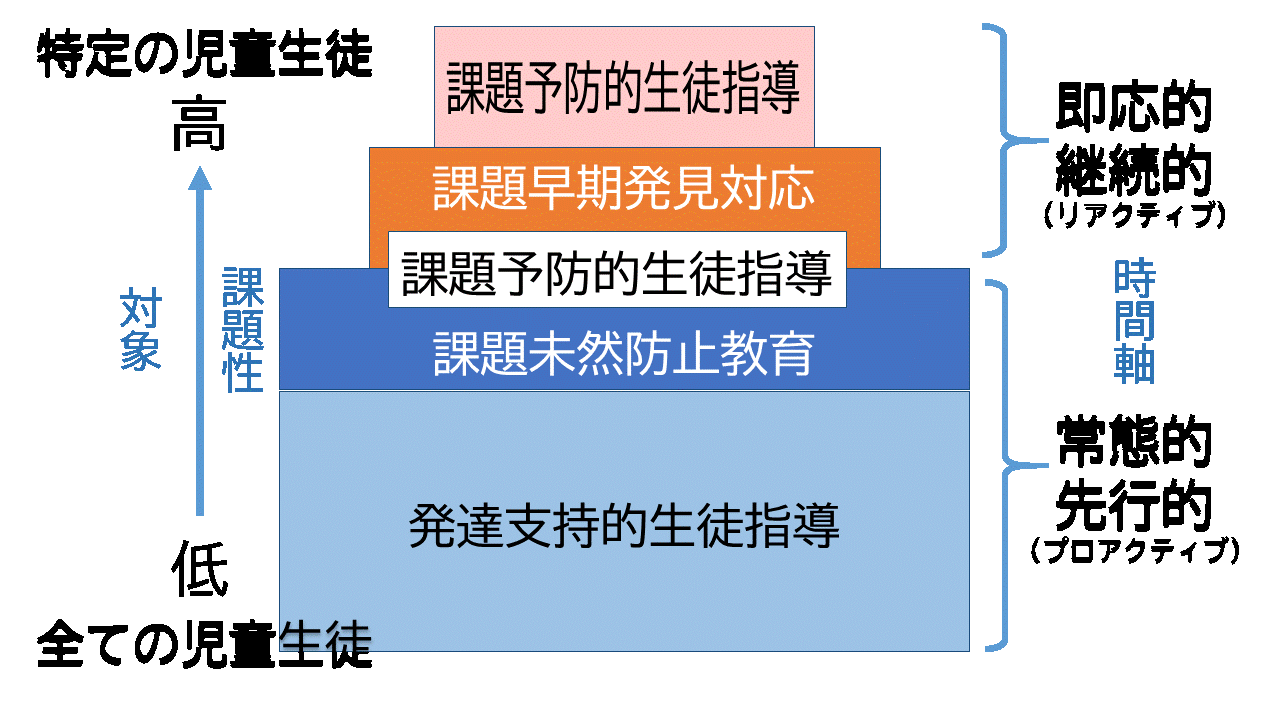 特定の児童生徒
高
対象
課題性
低
全ての児童生徒
課題予防的生徒指導
課題早期発見対応
課題予防的生徒指導
課題未然防止教育
発達支持的生徒指導
即応的
継続的
（リアクティブ）
時間軸
常態的
先行的
（プロアクティブ）